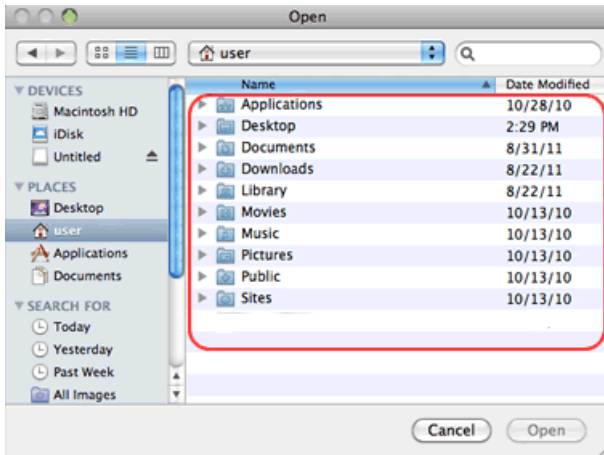 Open
user
Name Date Modified
DEVICES
Macintosh HD
iDisk
Untitled
PLACES
Desktop
user
Applications
Documents
SEARCH FOR
Today
Yesterday
Past Week
All Images
Applications 10/28/10
Desktop 2:29 PM
Documents 8/31/11
Downloads 8/22/11
Library 8/22/11
Movies 10/13/10
Music 10/13/10
Pictures 10/13/10
Public 10/13/10
Sites 10/13/10
Cancel Open